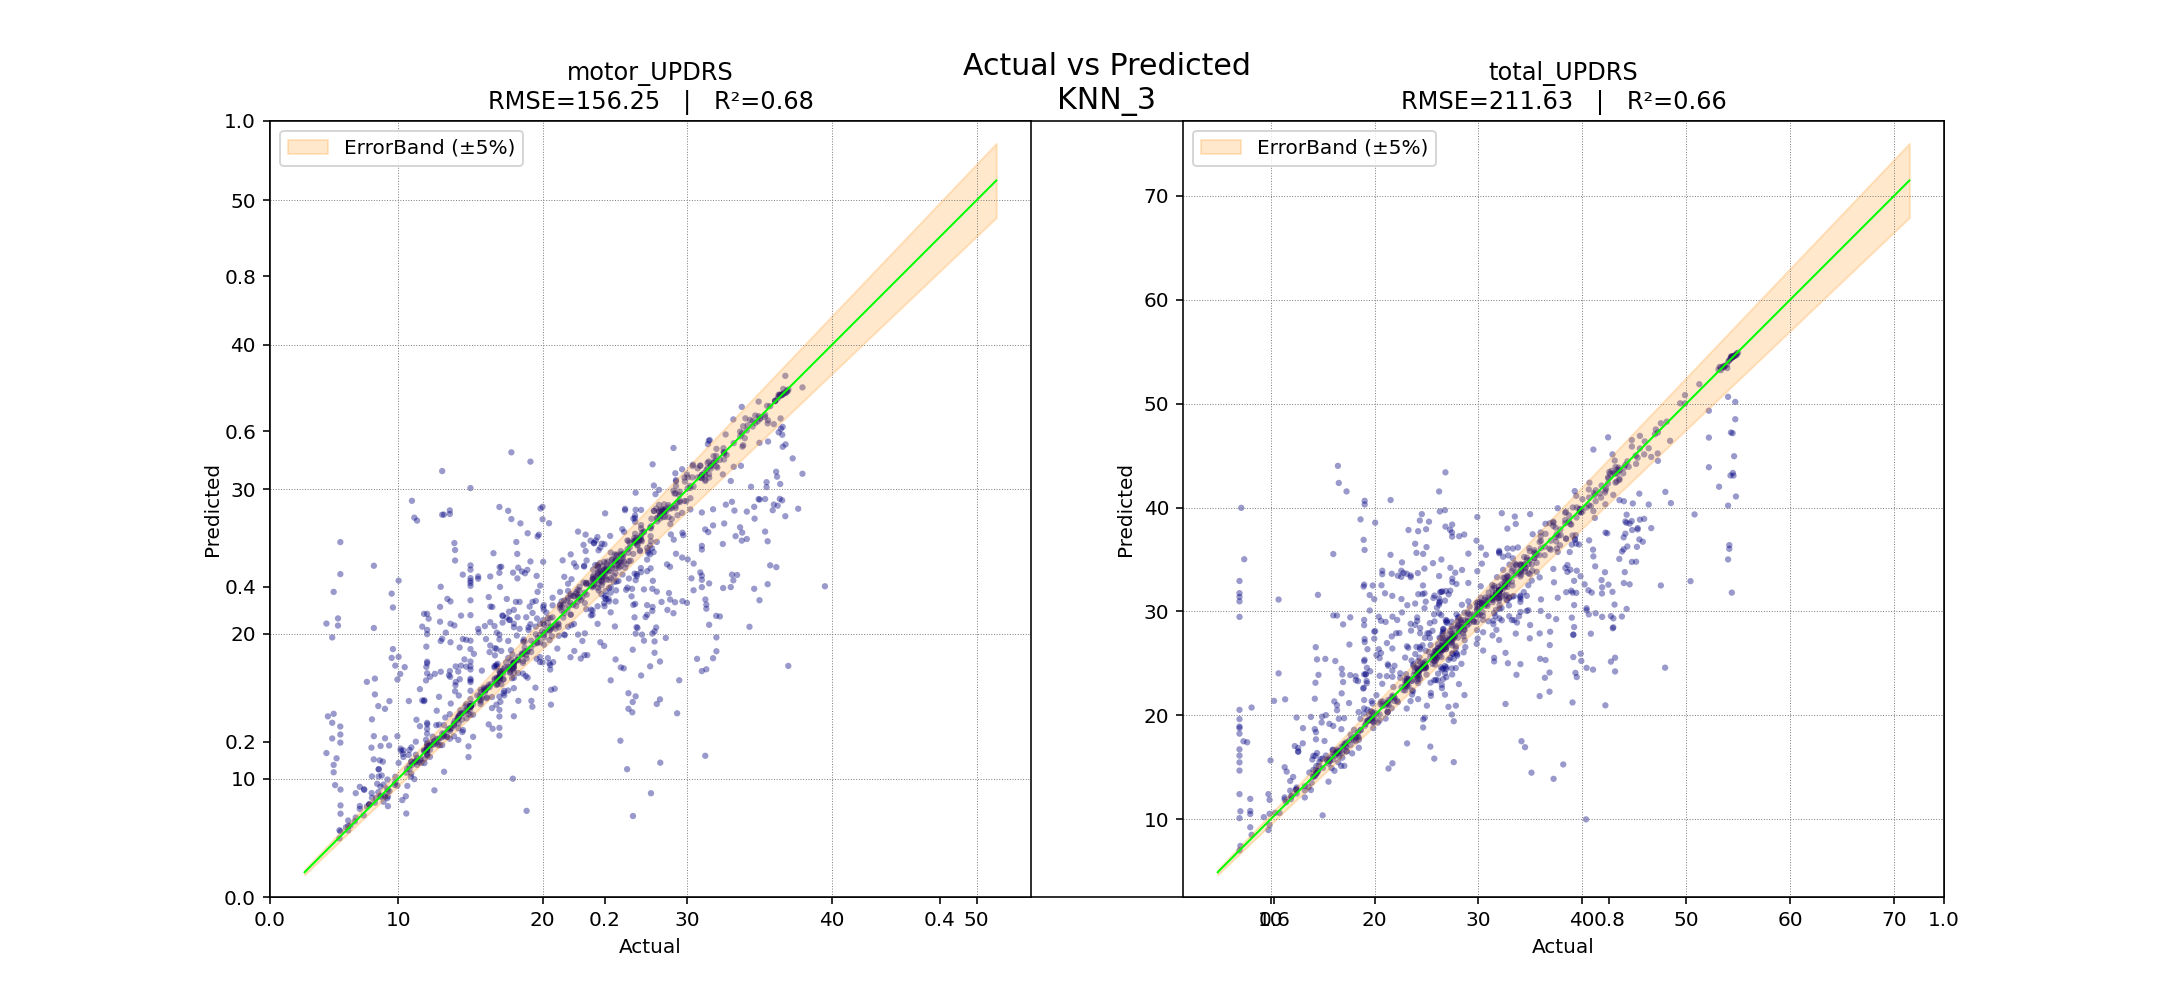 Actual vs Predicted
KNN_3
motor_UPDRS
RMSE=156.25 | R²=0.68
total_UPDRS
RMSE=211.63 | R²=0.66
ErrorBand (±5%)
1.0
50
0.8
40
0.6
30
0.4
20
0.2
10
0.0
Predicted
0.0 10 20 0.2 30 40 0.4 50
Actual
ErrorBand (±5%)
70
60
50
40
30
20
10
Predicted
10 0.6 20 30 40 0.8 50 60 70 1.0
Actual